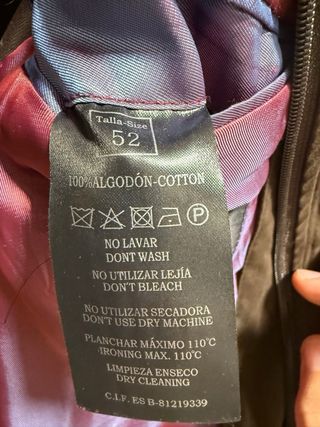 Talla-Size
52
100%ALGODÓN-COTTON
P
NO LAVAR
DONT WASH
NO UTILIZAR LEJÍA
DON'T BLEACH
NO UTILIZAR SECADORA
DON'T USE DRY MACHINE
PLANCHAR MÁXIMO 110°C
IRONING MAX. 110°C
LIMPIEZA ENSECO
DRY CLEANING
C.I.F. ES B-81219339